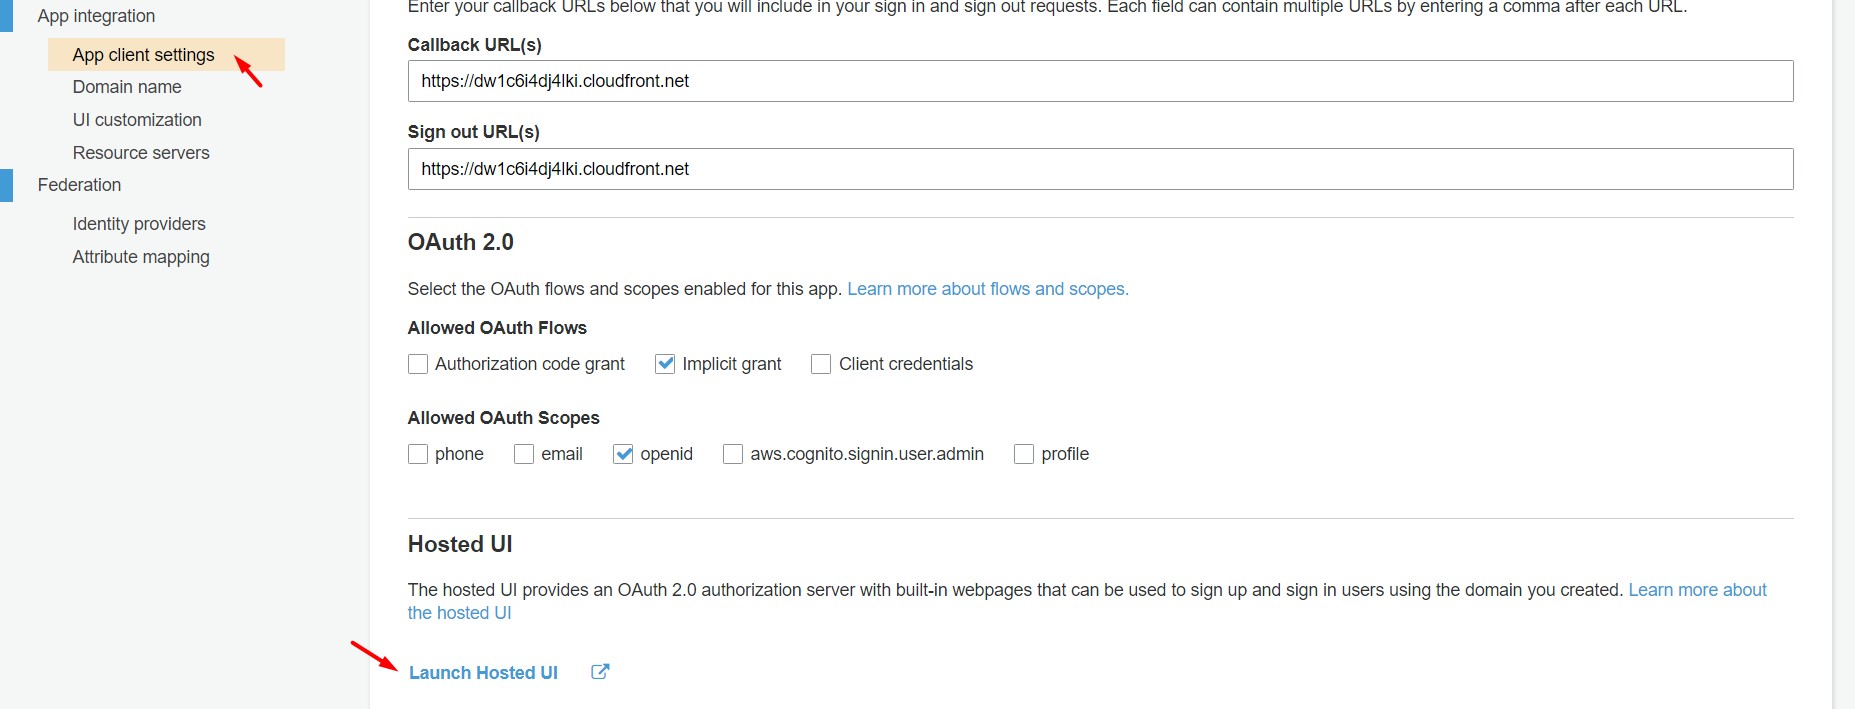 App integration
App client settings
Domain name
UI customization
Resource servers
Federation
Identity providers
Attribute mapping
Enter your callback URLs below that you will include in your sign in and sign out requests. Each field can contain multiple URLs by entering a comma after each URL.
Callback URL(s)
https://dw1c6i4dj4lki.cloudfront.net
Sign out URL(s)
https://dw1c6i4dj4lki.cloudfront.net
OAuth 2.0
Select the OAuth flows and scopes enabled for this app. Learn more about flows and scopes.
Allowed OAuth Flows
Authorization code grant Implicit grant Client credentials
Allowed OAuth Scopes
phone email openid aws.cognito.signin.user.admin profile
Hosted UI
The hosted UI provides an OAuth 2.0 authorization server with built-in webpages that can be used to sign up and sign in users using the domain you created. Learn more about
the hosted UI
Launch Hosted UI